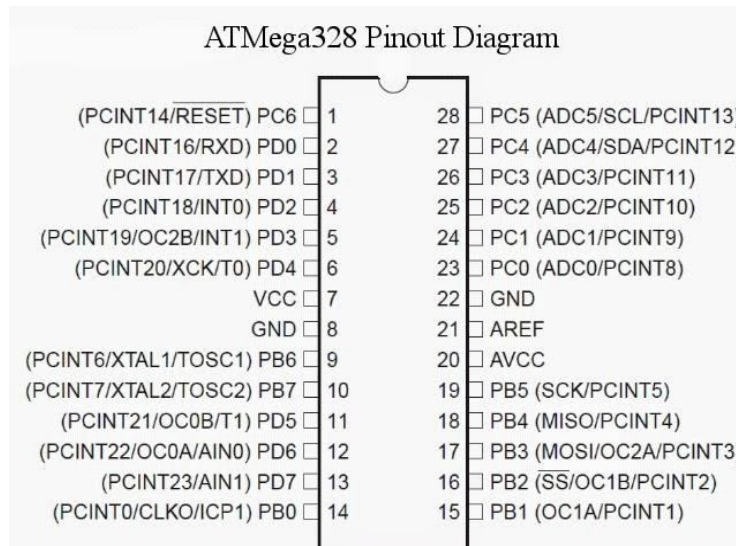 ATMega328 Pinout Diagram
(PCINT14/RESET) PC6 1 28 PC5 (ADC5/SCL/PCINT13)
(PCINT16/RXD) PD0 2 27 PC4 (ADC4/SDA/PCINT12
(PCINT17/TXD) PD1 3 26 PC3 (ADC3/PCINT11)
(PCINT18/INT0) PD2 4 25 PC2 (ADC2/PCINT10)
(PCINT19/OC2B/INT1) PD3 5 24 PC1 (ADC1/PCINT9)
(PCINT20/XCK/T0) PD4 6 23 PC0 (ADC0/PCINT8)
VCC 7 22 GND
GND 8 21 AREF
(PCINT6/XTAL1/TOSC1) PB6 9 20 AVCC
(PCINT7/XTAL2/TOSC2) PB7 10 19 PB5 (SCK/PCINT5)
(PCINT21/OC0B/T1) PD5 11 18 PB4 (MISO/PCINT4)
(PCINT22/OC0A/AIN0) PD6 12 17 PB3 (MOSI/OC2A/PCINT3
(PCINT23/AIN1) PD7 13 16 PB2 (SS/OC1B/PCINT2)
(PCINT0/CLKO/ICP1) PB0 14 15 PB1 (OC1A/PCINT1)